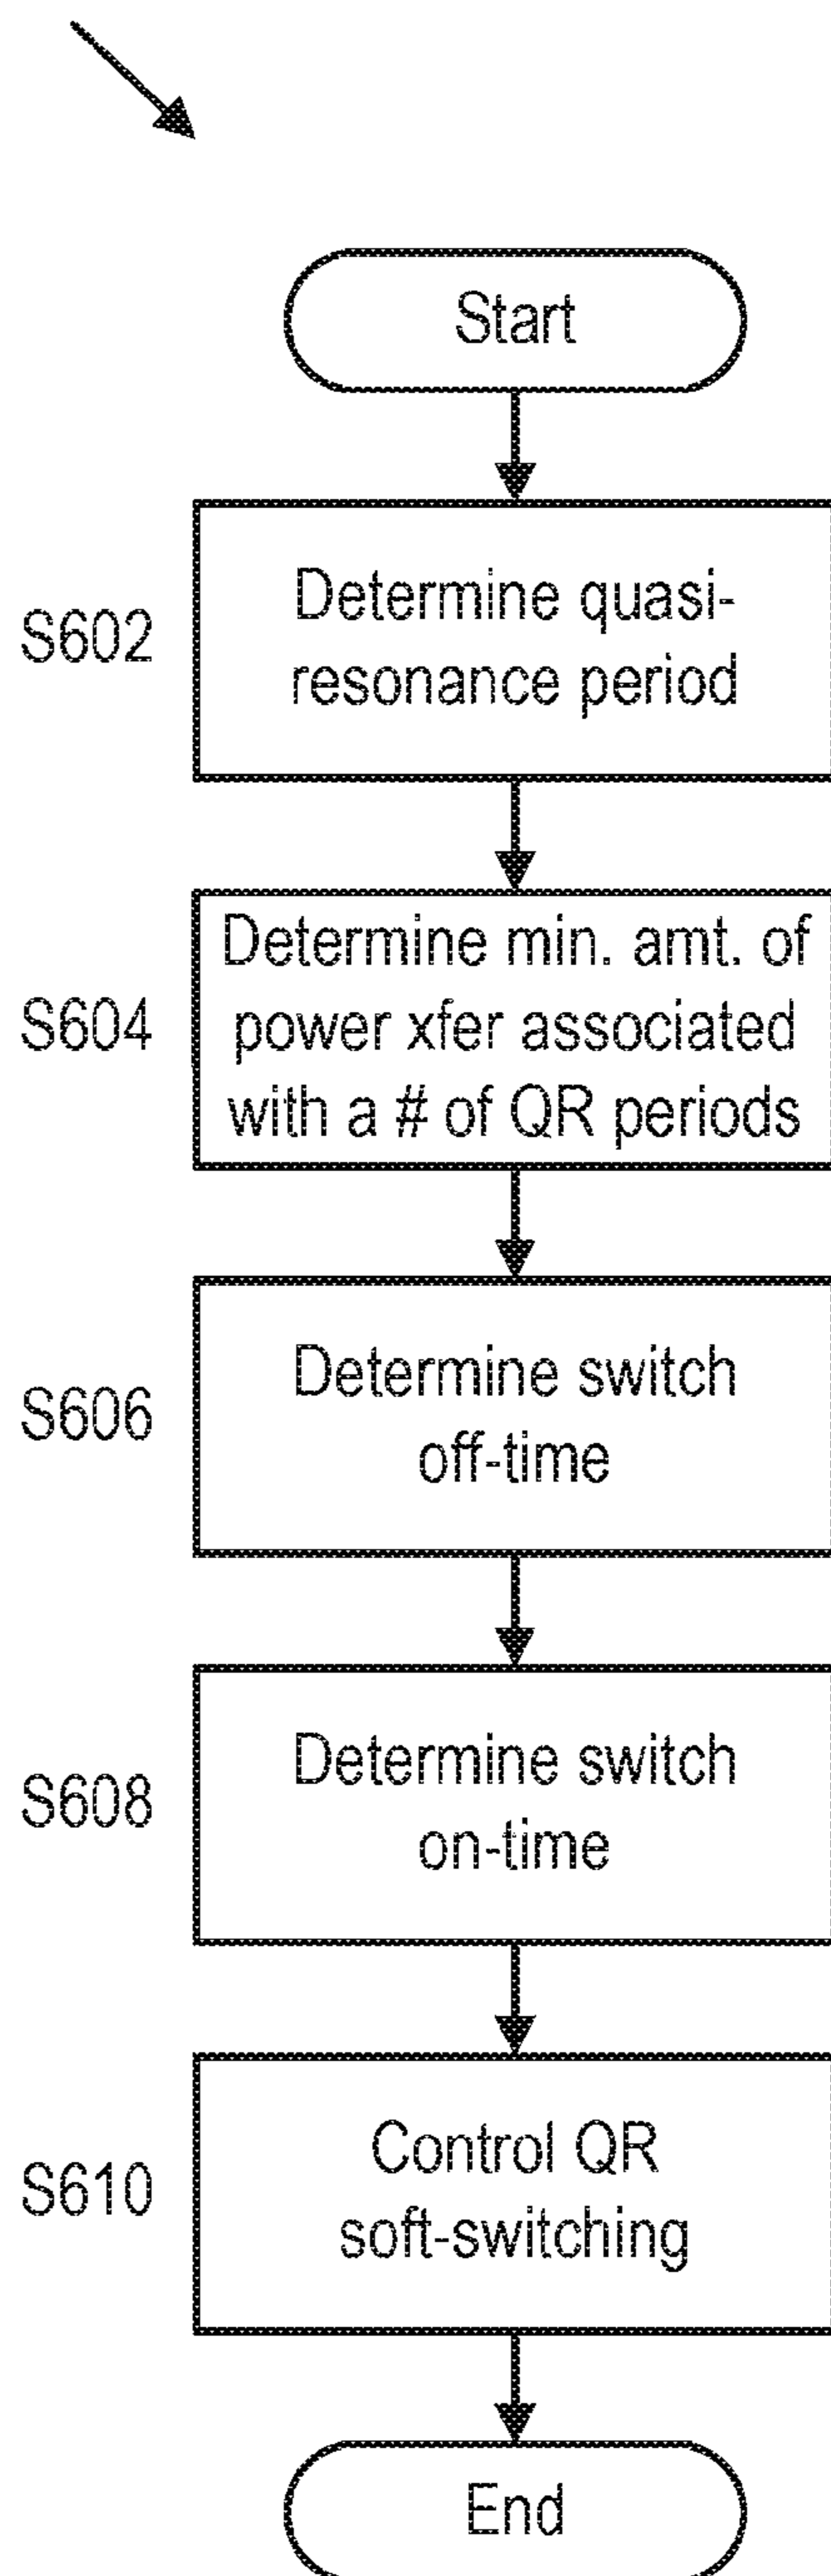 Start
S602
Determine quasi-
resonance period
S604
Determine min. amt. of
power xfer associated
with a # of QR periods
S606
Determine switch
off-time
S608
Determine switch
on-time
S610
Control QR
soft-switching
End